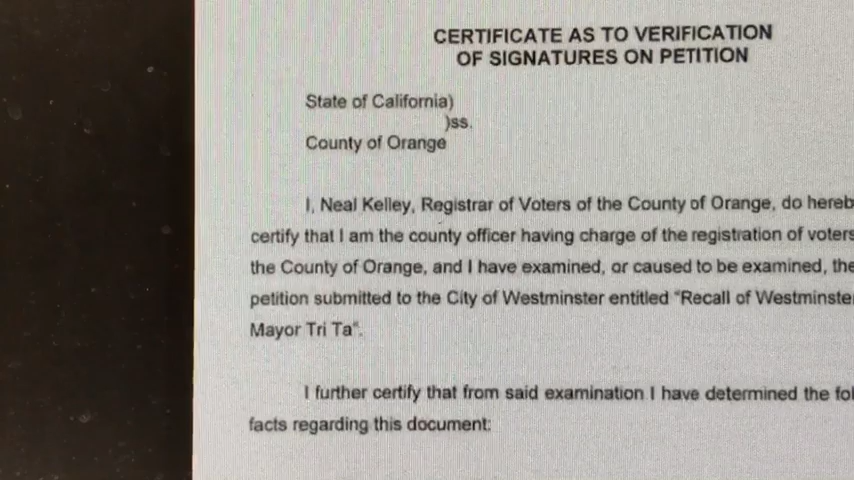 CERTIFICATE AS TO VERIFICATION
OF SIGNATURES ON PETITION
State of California)
)ss.
County of Orange
I, Neal Kelley, Registrar of Voters of the County of Orange, do hereb
certify that I am the county officer having charge of the registration of voters
the County of Orange, and I have examined, or caused to be examined, the
petition submitted to the City of Westminster entitled "Recall of Westminster
Mayor Tri Ta".
I further certify that from said examination I have determined the fol
facts regarding this document: